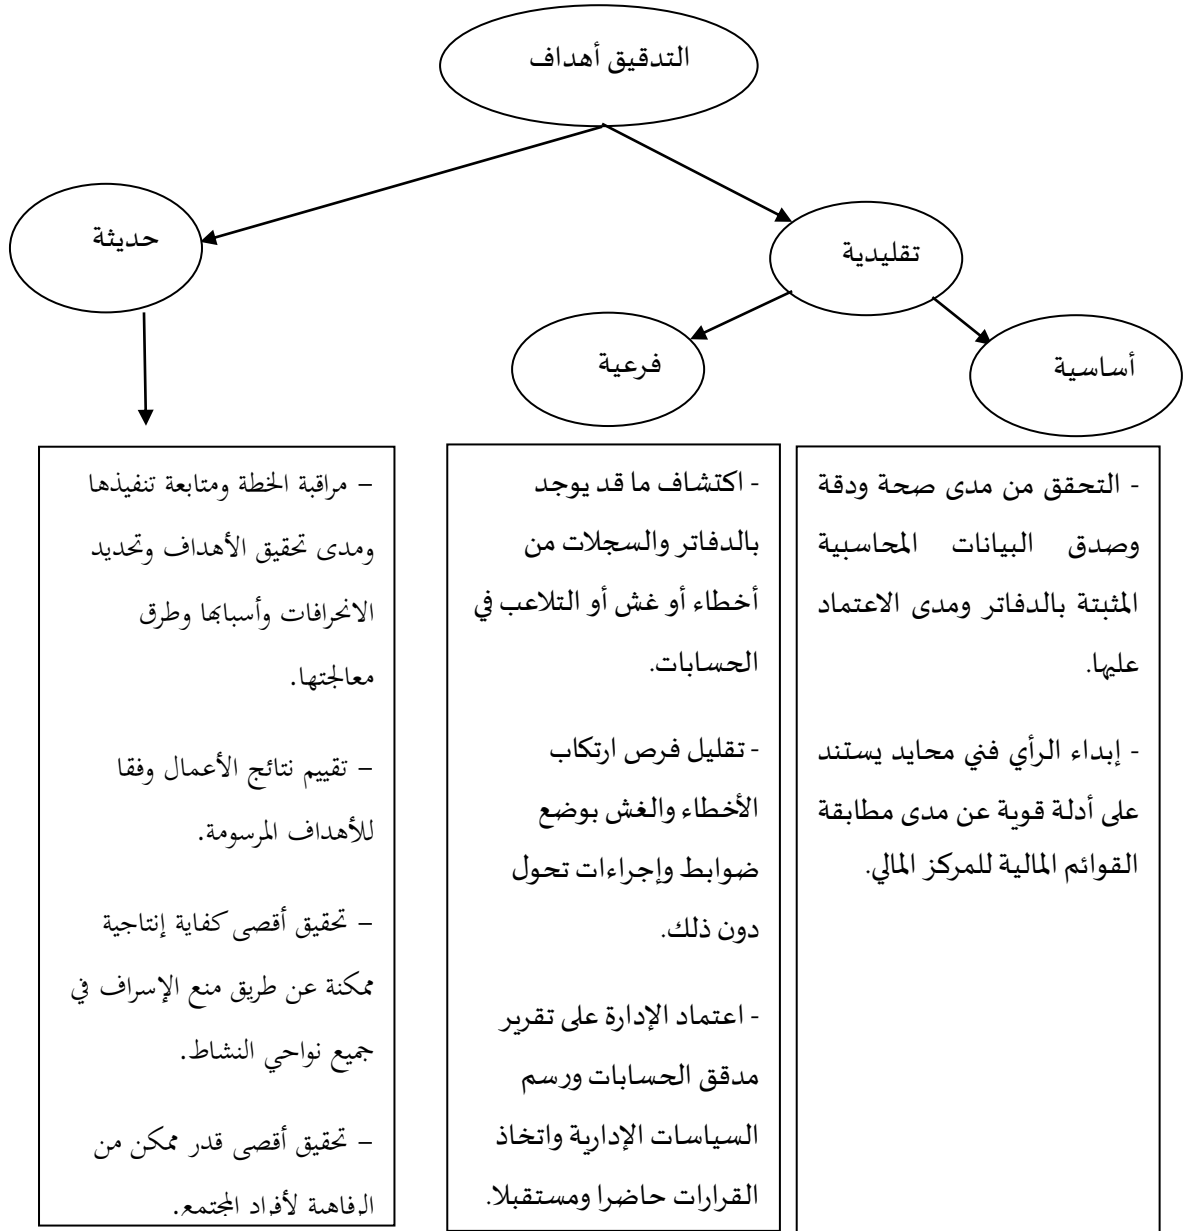 التدقيق أهداف
تقليدية
حديثة
أساسية
فرعية
- التحقق من مدى صحة ودقة
وصدق البيانات المحاسبية
المثبتة بالدفاتر ومدى الاعتماد
عليها.
- إبداء الرأي فني محايد يستند
على أدلة قوية عن مدى مطابقة
القوائم المالية للمركز المالي.
- اكتشاف ما قد يوجد
بالدفاتر والسجلات من
أخطاء أو غش أو التلاعب في
الحسابات.
- تقليل فرص ارتكاب
الأخطاء والغش بوضع
ضوابط وإجراءات تحول
دون ذلك.
- اعتماد الإدارة على تقرير
مدقق الحسابات ورسم
السياسات الإدارية واتخاذ
القرارات حاضرا ومستقبلا.
– مراقبة الخطة ومتابعة تنفيذها
ومدى تحقيق الأهداف وتحديد
الانحرافات وأسبابها وطرق
معالجتها.
– تقييم نتائج الأعمال وفقا
للأهداف المرسومة.
– تحقيق أقصى كفاية إنتاجية
ممكنة عن طريق منع الإسراف في
جميع نواحي النشاط.
– تحقيق أقصى قدر ممكن من
الرفاهية لأفراد المجتمع.